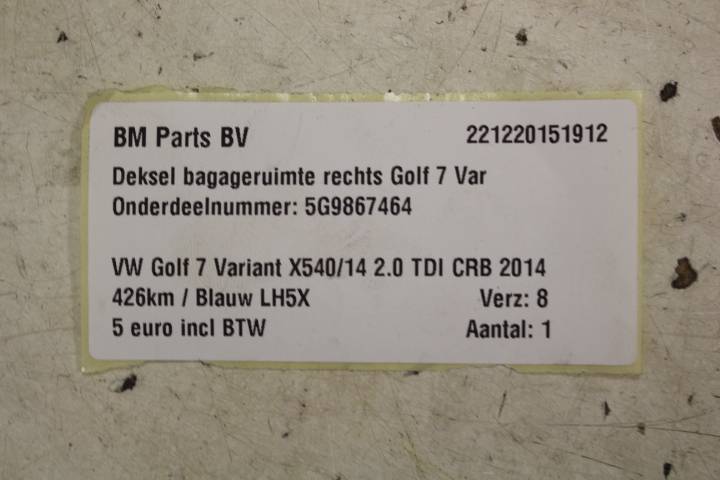 BM Parts BV 221220151912
Deksel bagageruimte rechts Golf 7 Var
Onderdeelnummer: 5G9867464
VW Golf 7 Variant X540/14 2.0 TDI CRB 2014
426km / Blauw LH5X Verz: 8
5 euro incl BTW Aantal: 1